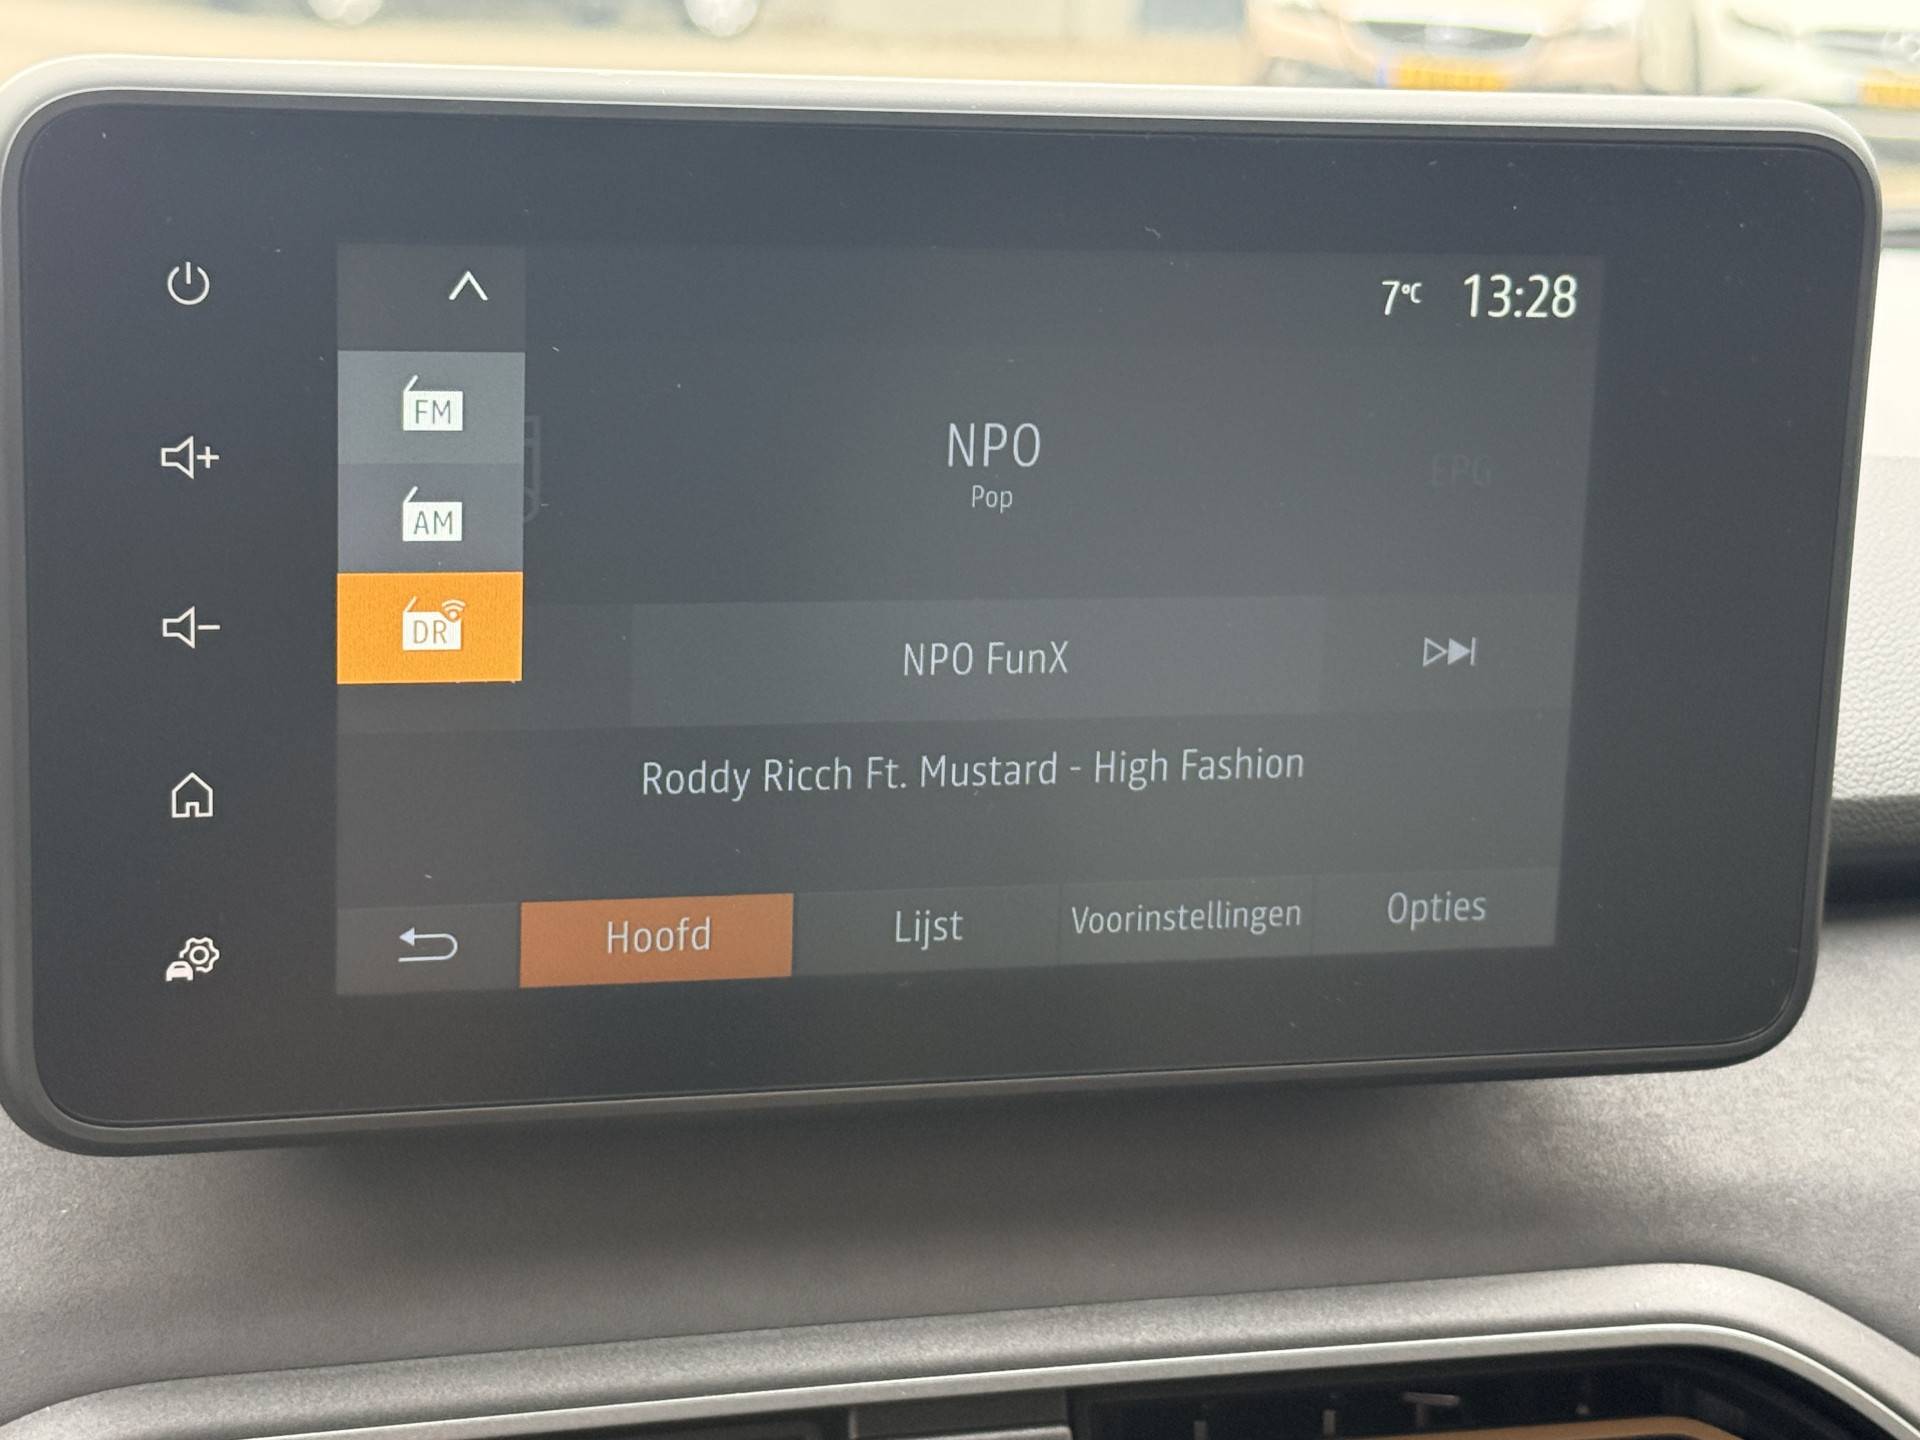 7°C 13:28
FM
AM
DR
NPO
Pop
EPG
NPO FunX
Roddy Ricch Ft. Mustard - High Fashion
Hoofd Lijst Voorinstellingen Opties